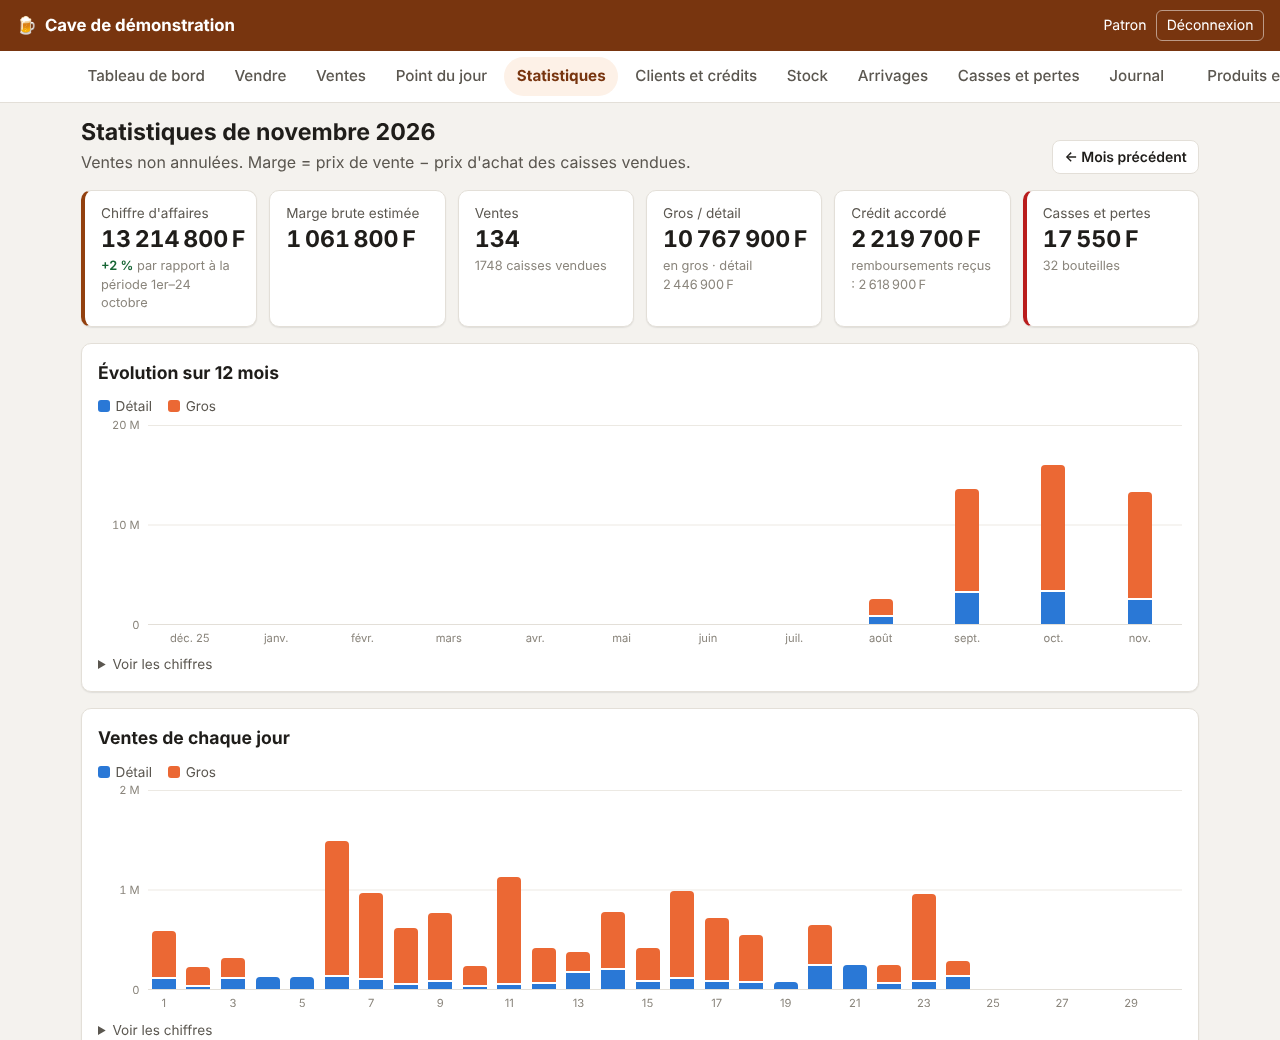 🍺 Cave de démonstration
Patron
Déconnexion
Tableau de bord
Vendre
Ventes
Point du jour
Statistiques
Clients et crédits
Stock
Arrivages
Casses et pertes
Journal
Produits e
Statistiques de novembre 2026
Ventes non annulées. Marge = prix de vente − prix d'achat des caisses vendues.
← Mois précédent
Chiffre d'affaires
13 214 800 F
+2 % par rapport à la
période 1er–24
octobre
Marge brute estimée
1 061 800 F
Ventes
134
1748 caisses vendues
Gros / détail
10 767 900 F
en gros · détail
2 446 900 F
Crédit accordé
2 219 700 F
remboursements reçus
: 2 618 900 F
Casses et pertes
17 550 F
32 bouteilles
Évolution sur 12 mois
Détail
Gros
20 M
10 M
0
déc. 25
janv.
févr.
mars
avr.
mai
juin
juil.
août
sept.
oct.
nov.
▶ Voir les chiffres
Ventes de chaque jour
Détail
Gros
2 M
1 M
0
1
3
5
7
9
11
13
15
17
19
21
23
25
27
29
▶ Voir les chiffres